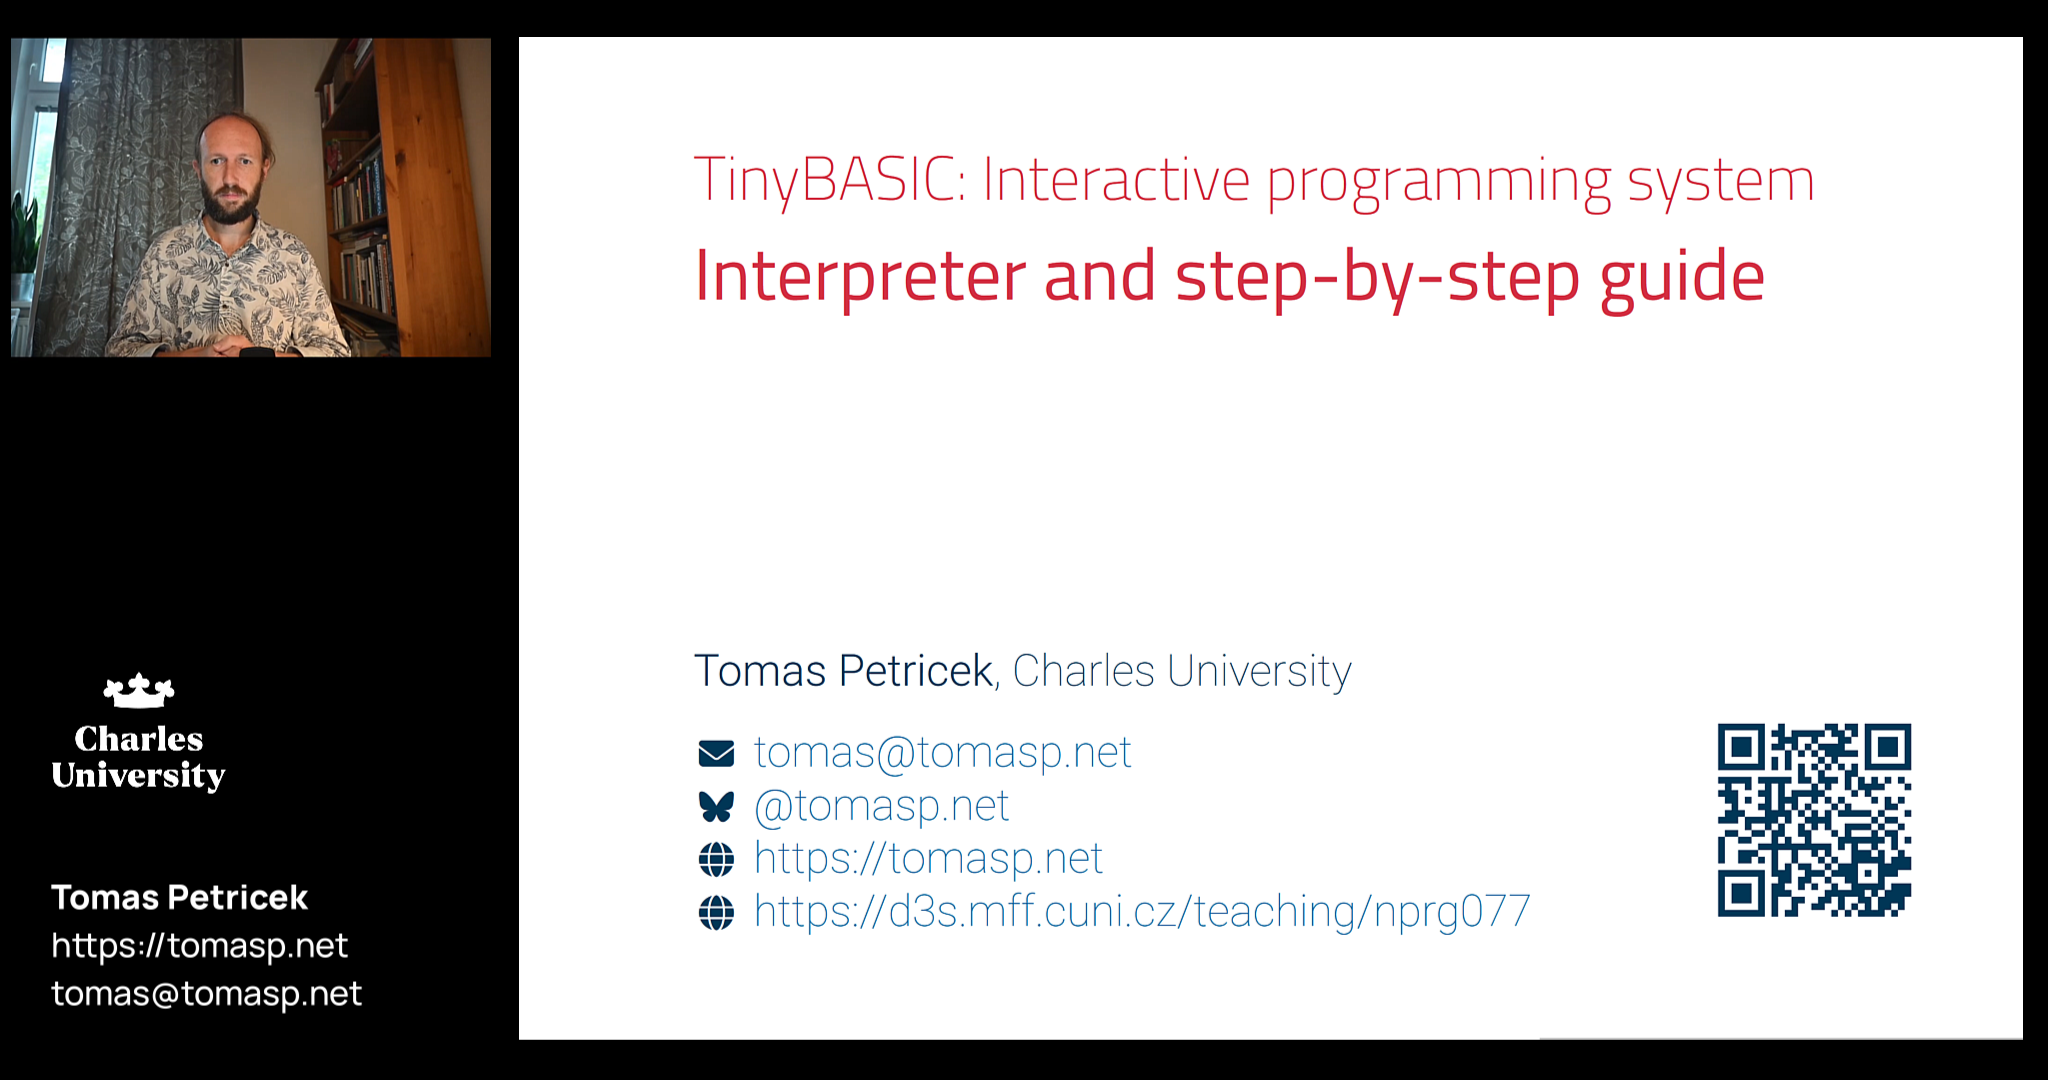 TinyBASIC: Interactive programming system
Interpreter and step-by-step guide
Tomas Petricek, Charles University
tomas@tomasp.net
@tomasp.net
https://tomasp.net
https://d3s.mff.cuni.cz/teaching/nprg077
Charles
University
Tomas Petricek
https://tomasp.net
tomas@tomasp.net